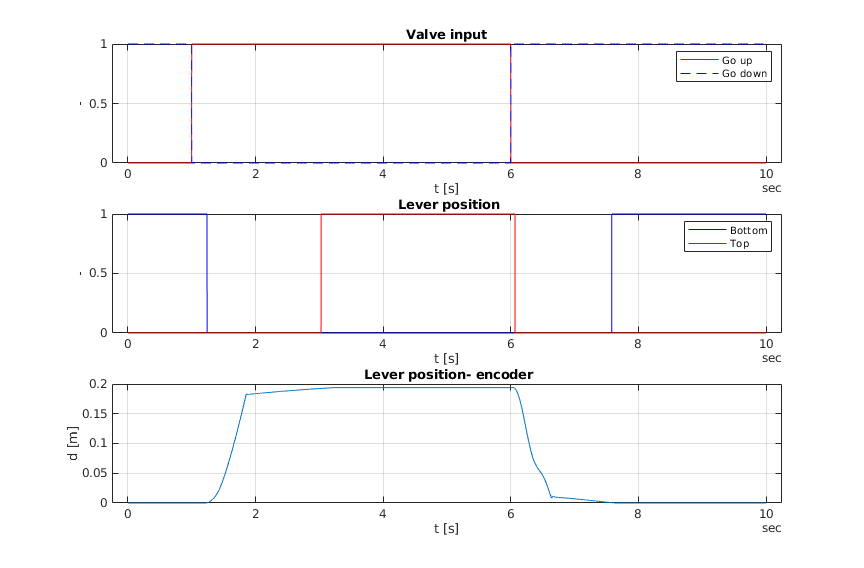 Valve input
1
0.5
0
-
Go up
Go down
0 2 4 6 8 10
t [s]
sec
Lever position
1
0.5
0
-
Bottom
Top
0 2 4 6 8 10
t [s]
sec
Lever position- encoder
0.2
0.15
0.1
0.05
0
d [m]
0 2 4 6 8 10
t [s]
sec